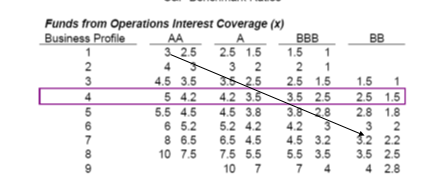 Funds from Operations Interest Coverage (x)
Business Profile AA A BBB BB
1 3 2.5 2.5 1.5 1.5 1
2 4 3 3 2 2 1
3 4.5 3.5 3.5 2.5 2.5 1.5 1.5 1
4 5 4.2 4.2 3.5 3.5 2.5 2.5 1.5
5 5.5 4.5 4.5 3.8 3.8 2.8 2.8 1.8
6 6 5.2 5.2 4.2 4.2 3 3 2
7 8 6.5 6.5 4.5 4.5 3.2 3.2 2.2
8 10 7.5 7.5 5.5 5.5 3.5 3.5 2.5
9 10 7 7 4 4 2.8